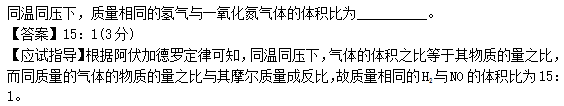 同温同压下，质量相同的氢气与一氧化氮气体的体积比为__________。
【答案】15：1(3分)
【应试指导】根据阿伏加德罗定律可知，同温同压下，气体的体积之比等于其物质的量之比，
而同质量的气体的物质的量之比与其摩尔质量成反比，故质量相同的H₂与NO的体积比为15：
1。